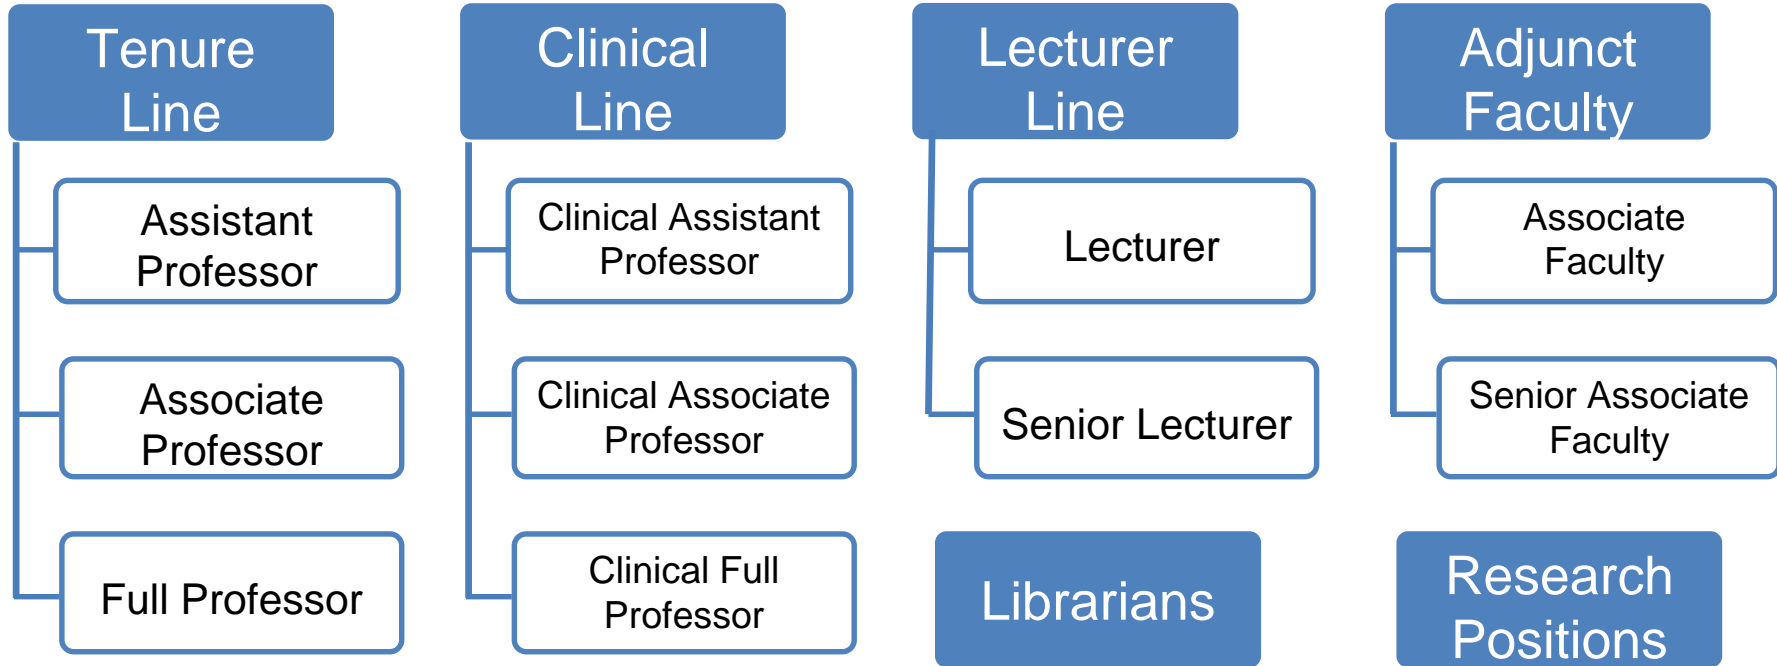 Tenure
Line
Assistant
Professor
Associate
Professor
Full Professor
Clinical
Line
Clinical Assistant
Professor
Clinical Associate
Professor
Clinical Full
Professor
Lecturer
Line
Lecturer
Senior Lecturer
Librarians
Adjunct
Faculty
Associate
Faculty
Senior Associate
Faculty
Research
Positions